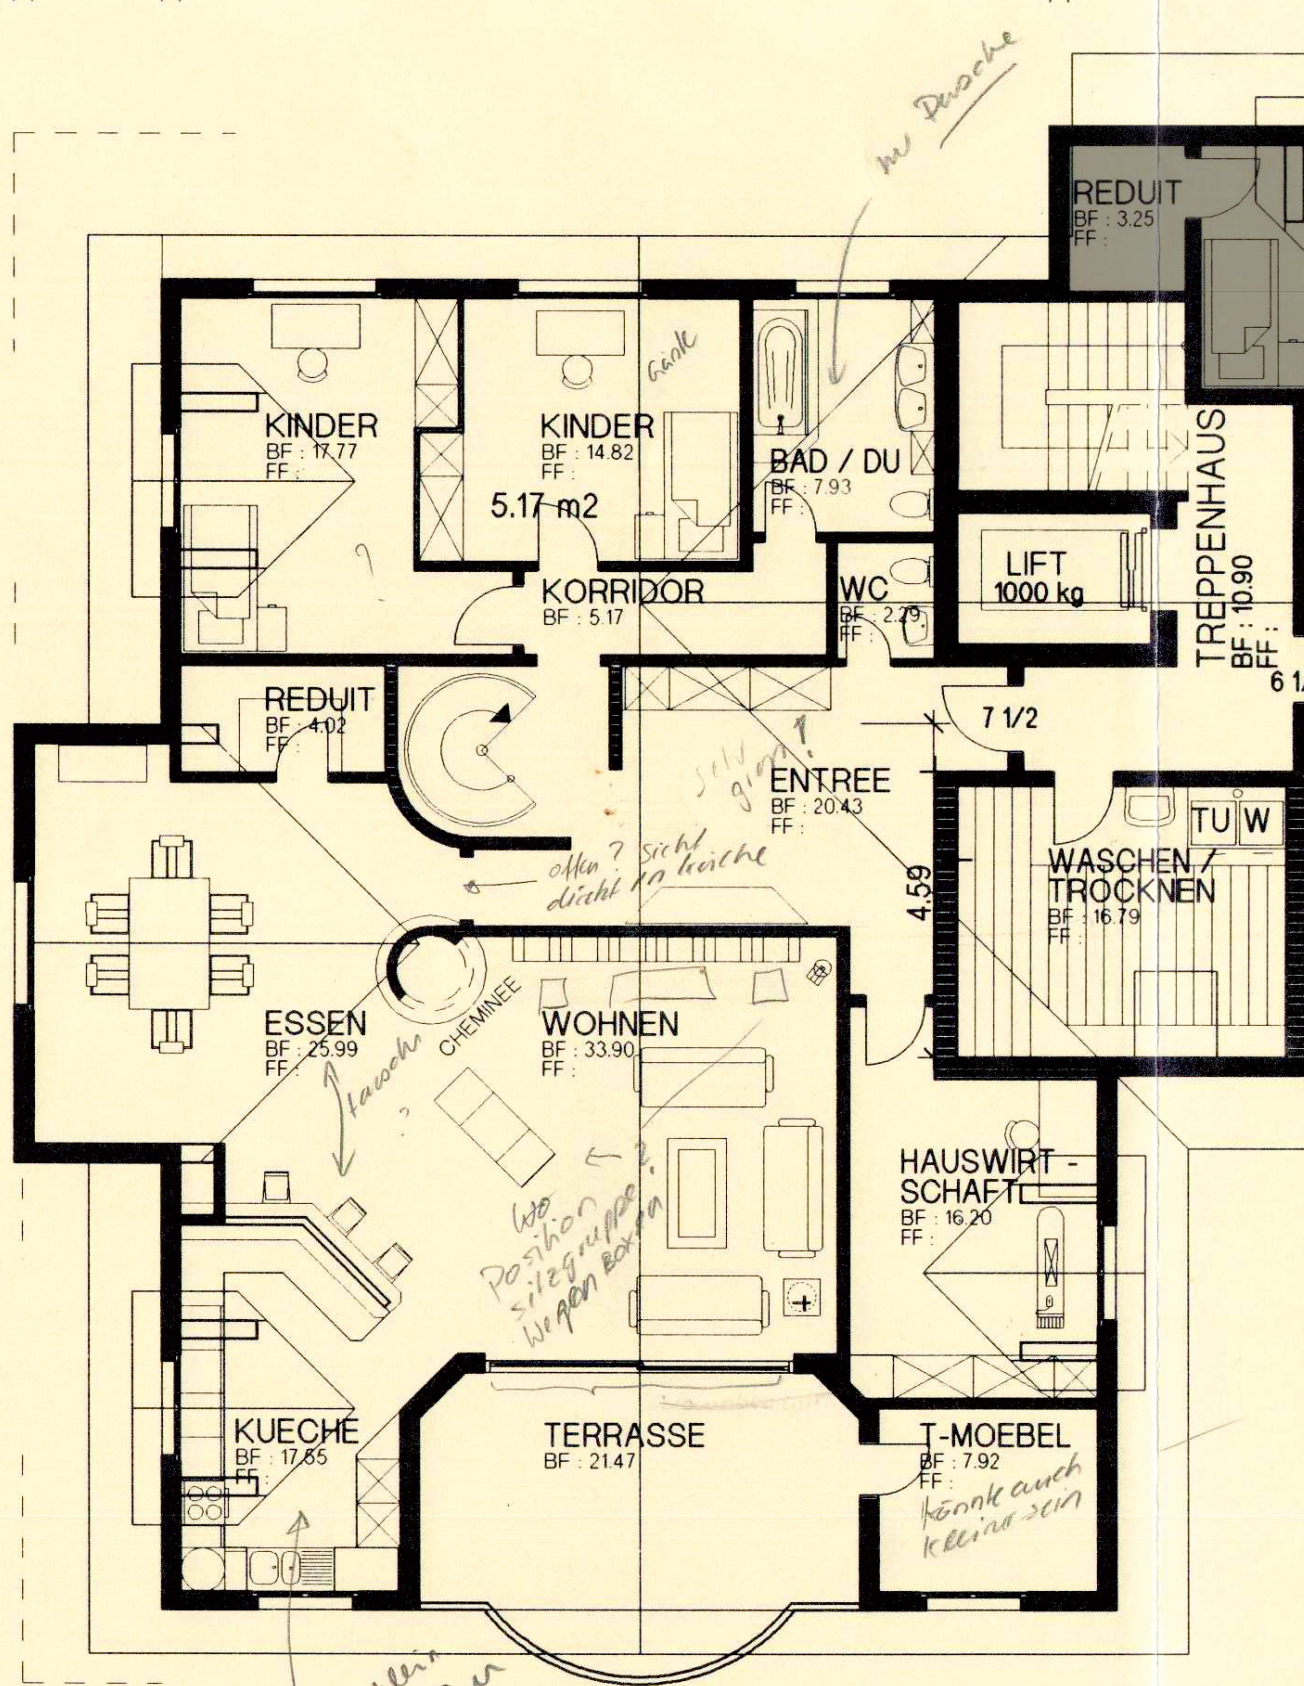 nur Dusche
REDUIT
BF : 3.25
FF :
KINDER
BF : 17.77
FF :
?
KINDER
BF : 14.82
FF :
5.17 m2
Gäste
BAD / DU
BF : 7.93
FF :
KORRIDOR
BF : 5.17
WC
BF : 2.29
FF :
LIFT
1000 kg
TREPPENHAUS
BF : 10.90
FF :
6 1/
7 1/2
REDUIT
BF : 4.02
FF :
sehr
gross!
ENTREE
BF : 20.43
FF :
4.59
offen? Sicht
direkt in Küche
TU W
WASCHEN /
TROCKNEN
BF : 16.79
FF :
CHEMINEE
ESSEN
BF : 25.99
FF :
tauschen
?
WOHNEN
BF : 33.90
FF :
?
Wo
Position
Sitzgruppe
wegen Boxen
HAUSWIRT -
SCHAFT
BF : 16.20
FF :
KUECHE
BF : 17.55
FF :
TERRASSE
BF : 21.47
T-MOEBEL
BF : 7.92
FF :
könnte auch
kleiner sein